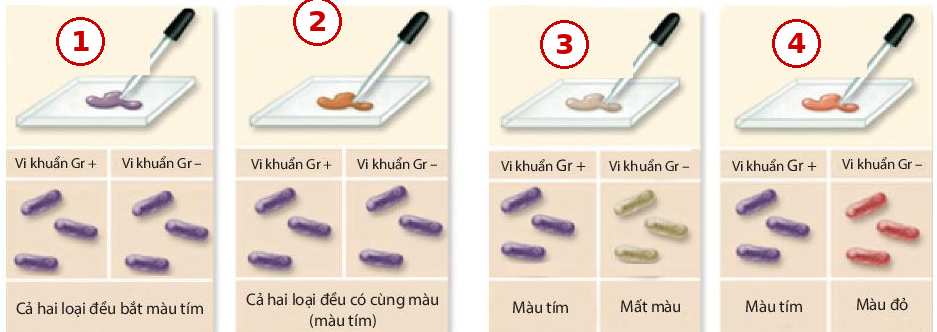 1
2
3
4
Vi khuẩn Gr + Vi khuẩn Gr –
Vi khuẩn Gr + Vi khuẩn Gr –
Vi khuẩn Gr + Vi khuẩn Gr –
Vi khuẩn Gr + Vi khuẩn Gr –
Cả hai loại đều bắt màu tím
Cả hai loại đều có cùng màu
(màu tím)
Màu tím Mất màu
Màu tím Màu đỏ